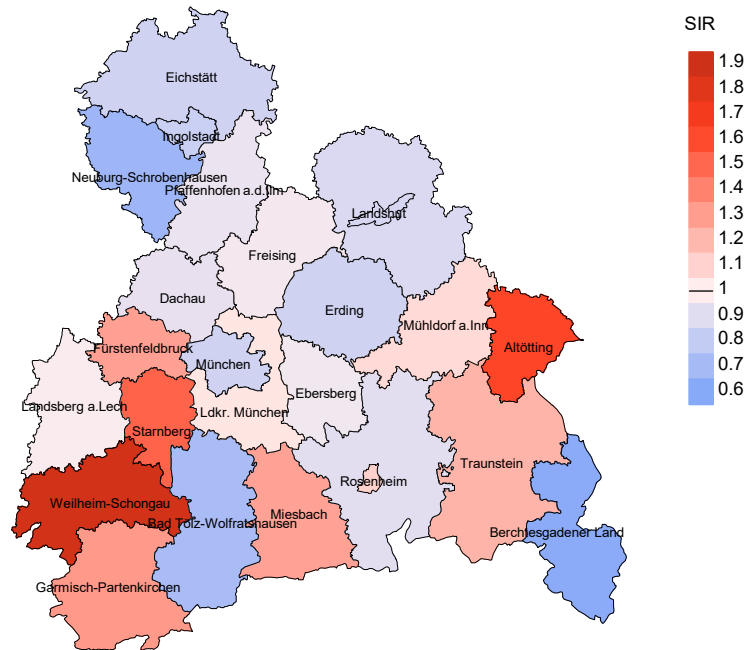 SIR
1.9
1.8
1.7
1.6
1.5
1.4
1.3
1.2
1.1
1
0.9
0.8
0.7
0.6
Eichstätt
Ingolstadt
Neuburg-Schrobenhausen
Pfaffenhofen a.d.Ilm
Landshut
Freising
Dachau
Erding
Mühldorf a.Inn
Altötting
Fürstenfeldbruck
München
Ebersberg
Landsberg a.Lech
Ldkr. München
Starnberg
Traunstein
Rosenheim
Weilheim-Schongau
Miesbach
Bad Tölz-Wolfratshausen
Berchtesgadener Land
Garmisch-Partenkirchen